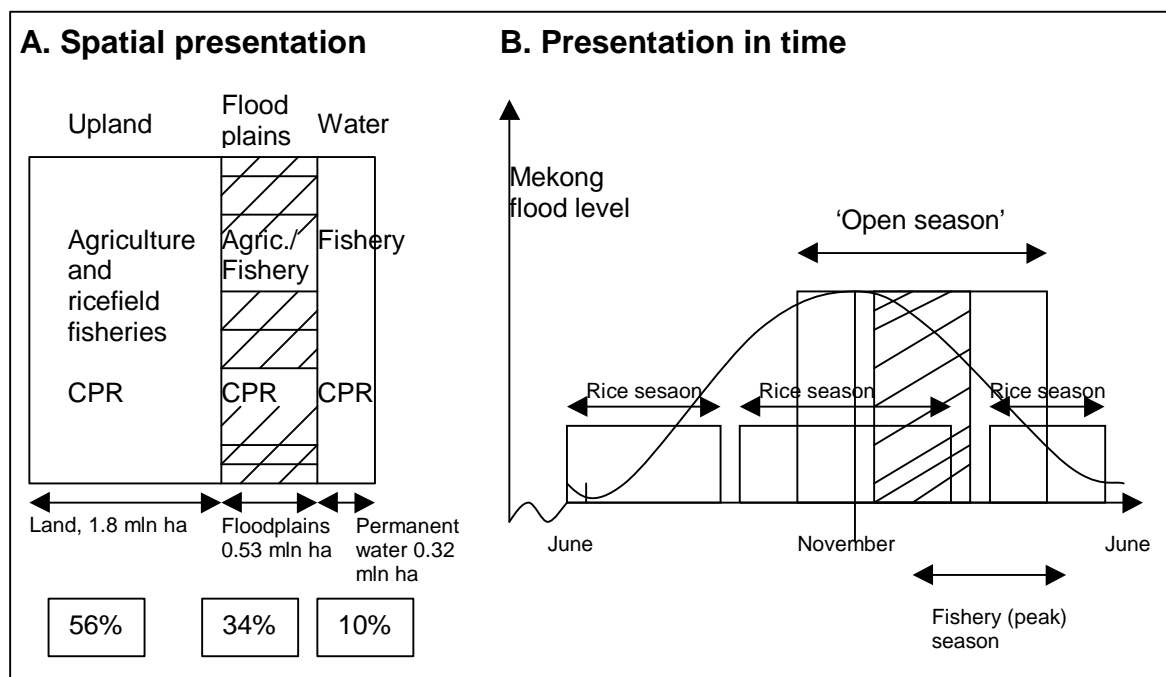 A. Spatial presentation
Upland
Flood
plains
Water
Agriculture
and
ricefield
fisheries
Agric./
Fishery
Fishery
CPR
CPR
CPR
Land, 1.8 mln ha
Floodplains
0.53 mln ha
Permanent
water 0.32
mln ha
56%
34%
10%
B. Presentation in time
Mekong
flood level
‘Open season’
Rice sesaon
Rice season
Rice season
June
November
June
Fishery (peak)
season